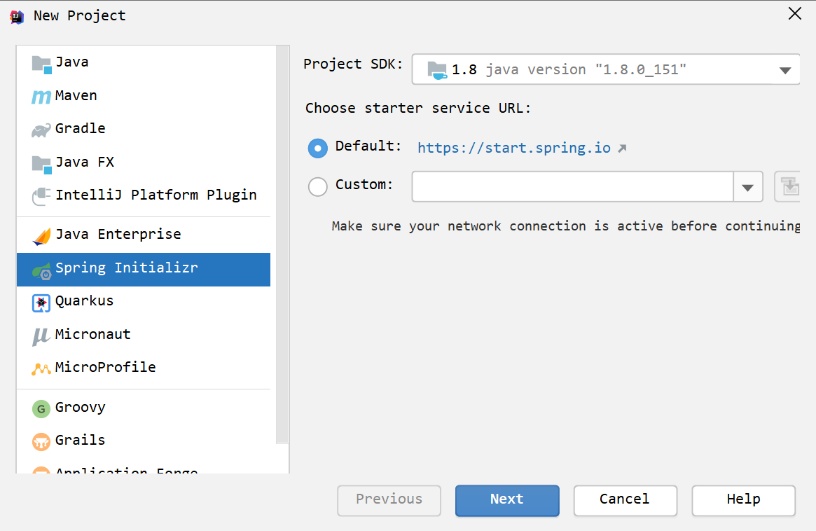 New Project
Java
Maven
Gradle
Java FX
IntelliJ Platform Plugin
Java Enterprise
Spring Initializr
Quarkus
Micronaut
MicroProfile
Groovy
Grails
Application Forge
Project SDK: 1.8 java version "1.8.0_151"
Choose starter service URL:
Default: https://start.spring.io
Custom:
Make sure your network connection is active before continuing
Previous Next Cancel Help